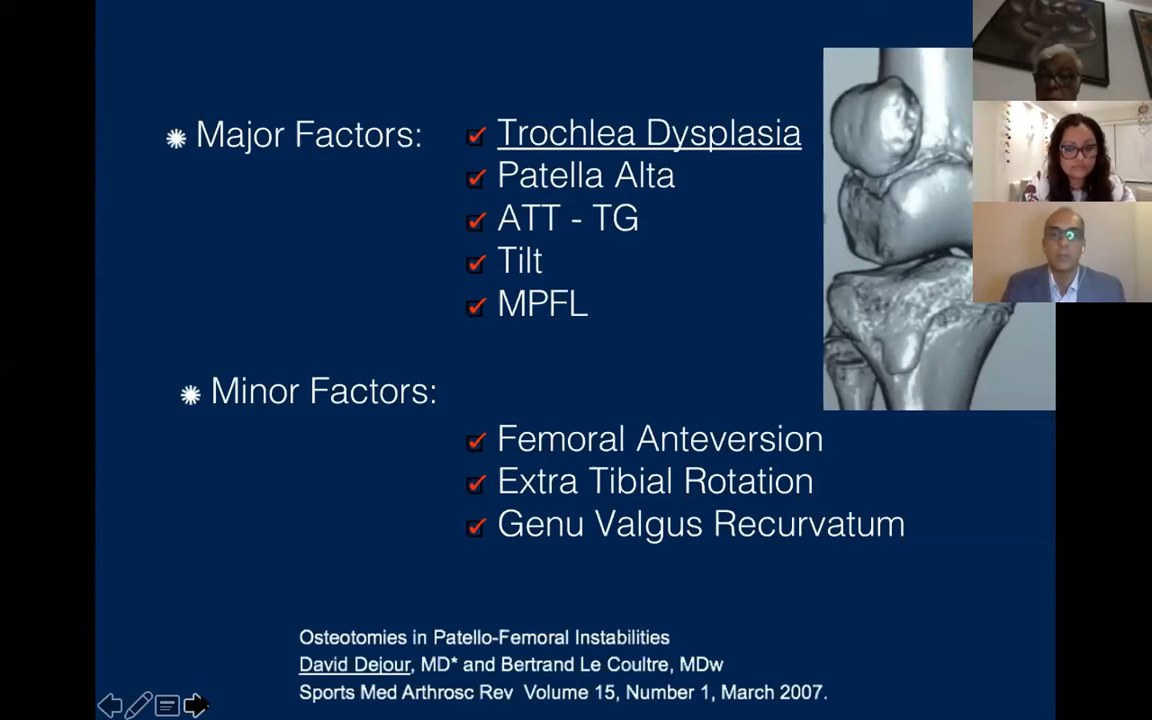 Major Factors:
Trochlea Dysplasia
Patella Alta
ATT - TG
Tilt
MPFL
Minor Factors:
Femoral Anteversion
Extra Tibial Rotation
Genu Valgus Recurvatum
Osteotomies in Patello-Femoral Instabilities
David Dejour, MD* and Bertrand Le Coultre, MDw
Sports Med Arthrosc Rev Volume 15, Number 1, March 2007.